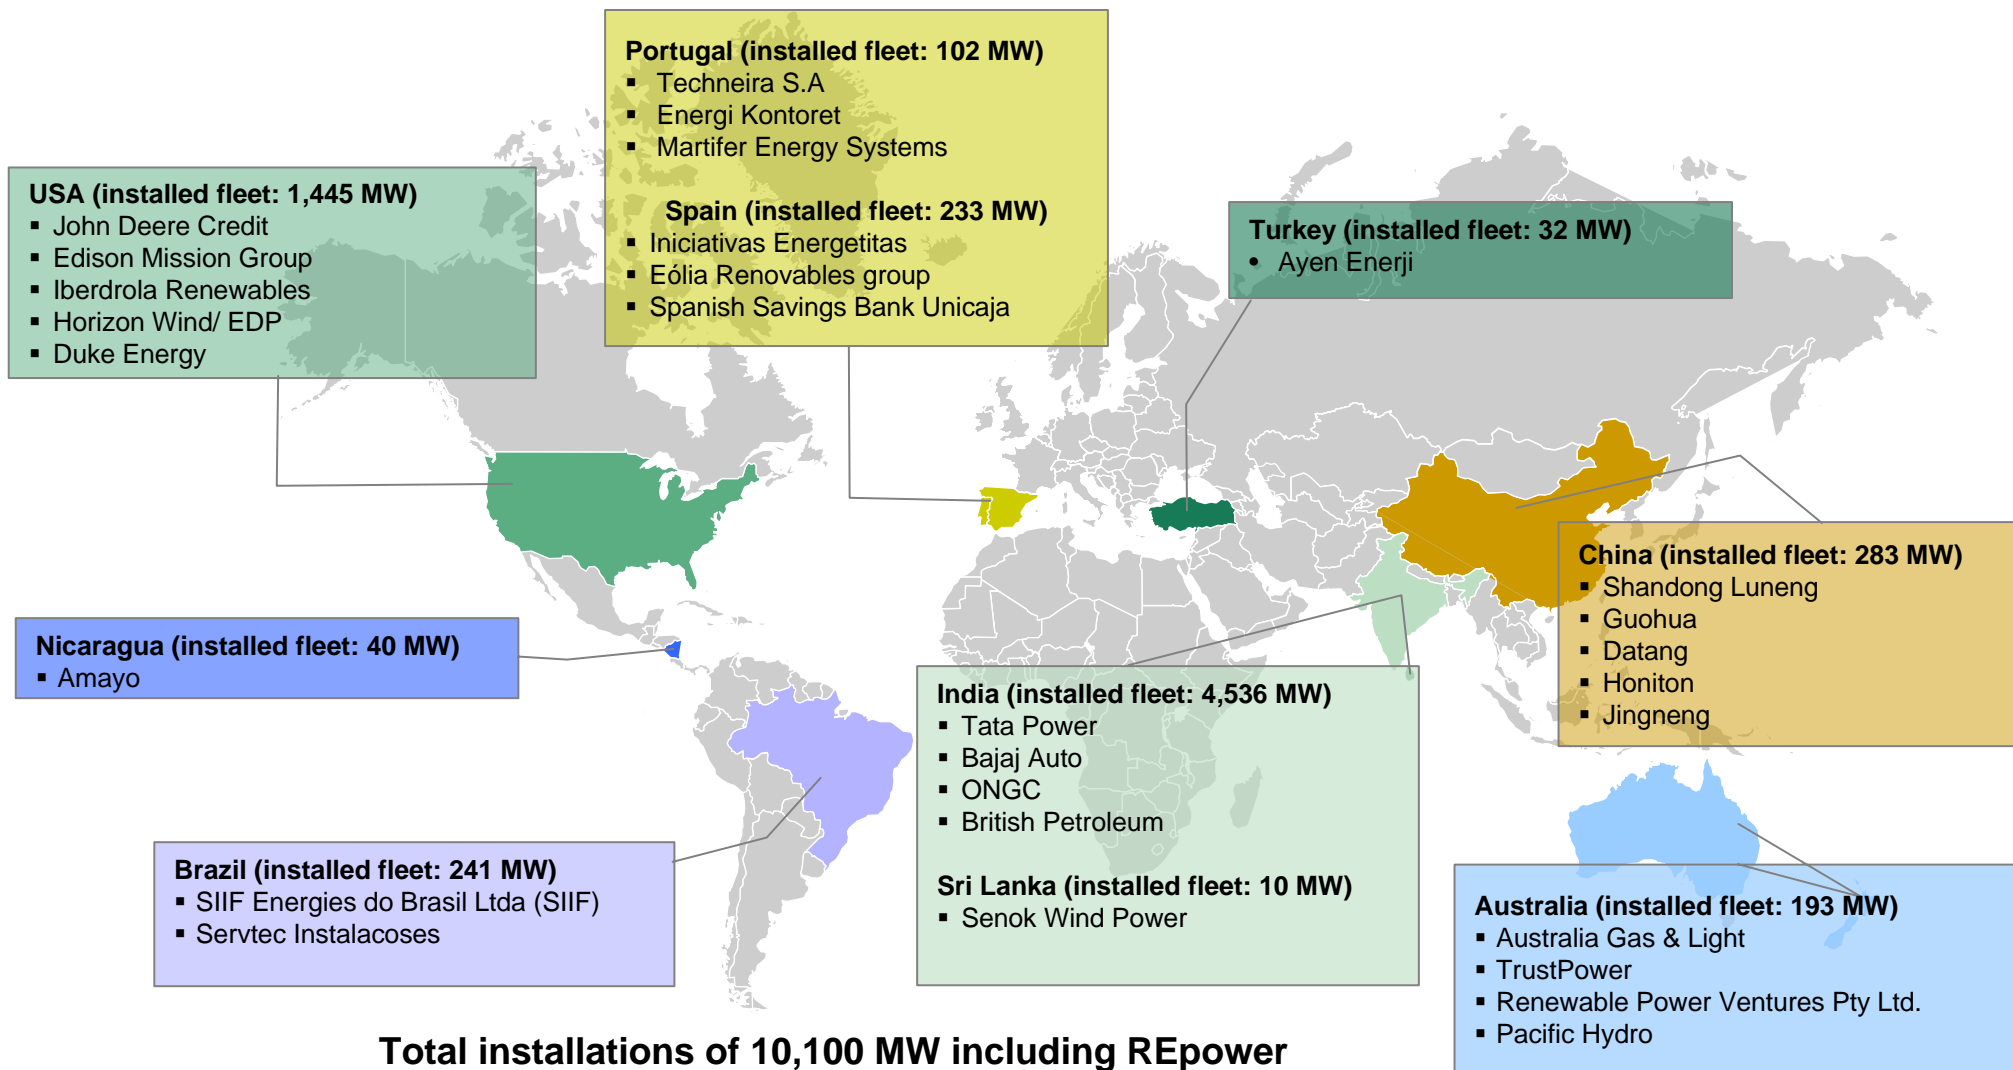 Portugal (installed fleet: 102 MW)
▪ Techneira S.A
▪ Energi Kontoret
▪ Martifer Energy Systems
Spain (installed fleet: 233 MW)
▪ Iniciativas Energetitas
▪ Eólia Renovables group
▪ Spanish Savings Bank Unicaja
USA (installed fleet: 1,445 MW)
▪ John Deere Credit
▪ Edison Mission Group
▪ Iberdrola Renewables
▪ Horizon Wind/ EDP
▪ Duke Energy
Turkey (installed fleet: 32 MW)
• Ayen Enerji
China (installed fleet: 283 MW)
▪ Shandong Luneng
▪ Guohua
▪ Datang
▪ Honiton
▪ Jingneng
Nicaragua (installed fleet: 40 MW)
▪ Amayo
India (installed fleet: 4,536 MW)
▪ Tata Power
▪ Bajaj Auto
▪ ONGC
▪ British Petroleum
Sri Lanka (installed fleet: 10 MW)
▪ Senok Wind Power
Brazil (installed fleet: 241 MW)
▪ SIIF Energies do Brasil Ltda (SIIF)
▪ Servtec Instalacoses
Australia (installed fleet: 193 MW)
▪ Australia Gas & Light
▪ TrustPower
▪ Renewable Power Ventures Pty Ltd.
▪ Pacific Hydro
Total installations of 10,100 MW including REpower